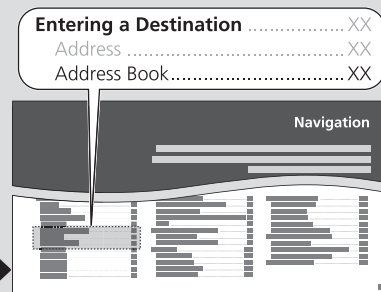 Entering a Destination ................ XX
Address ................ XX
Address Book ................ XX
Navigation